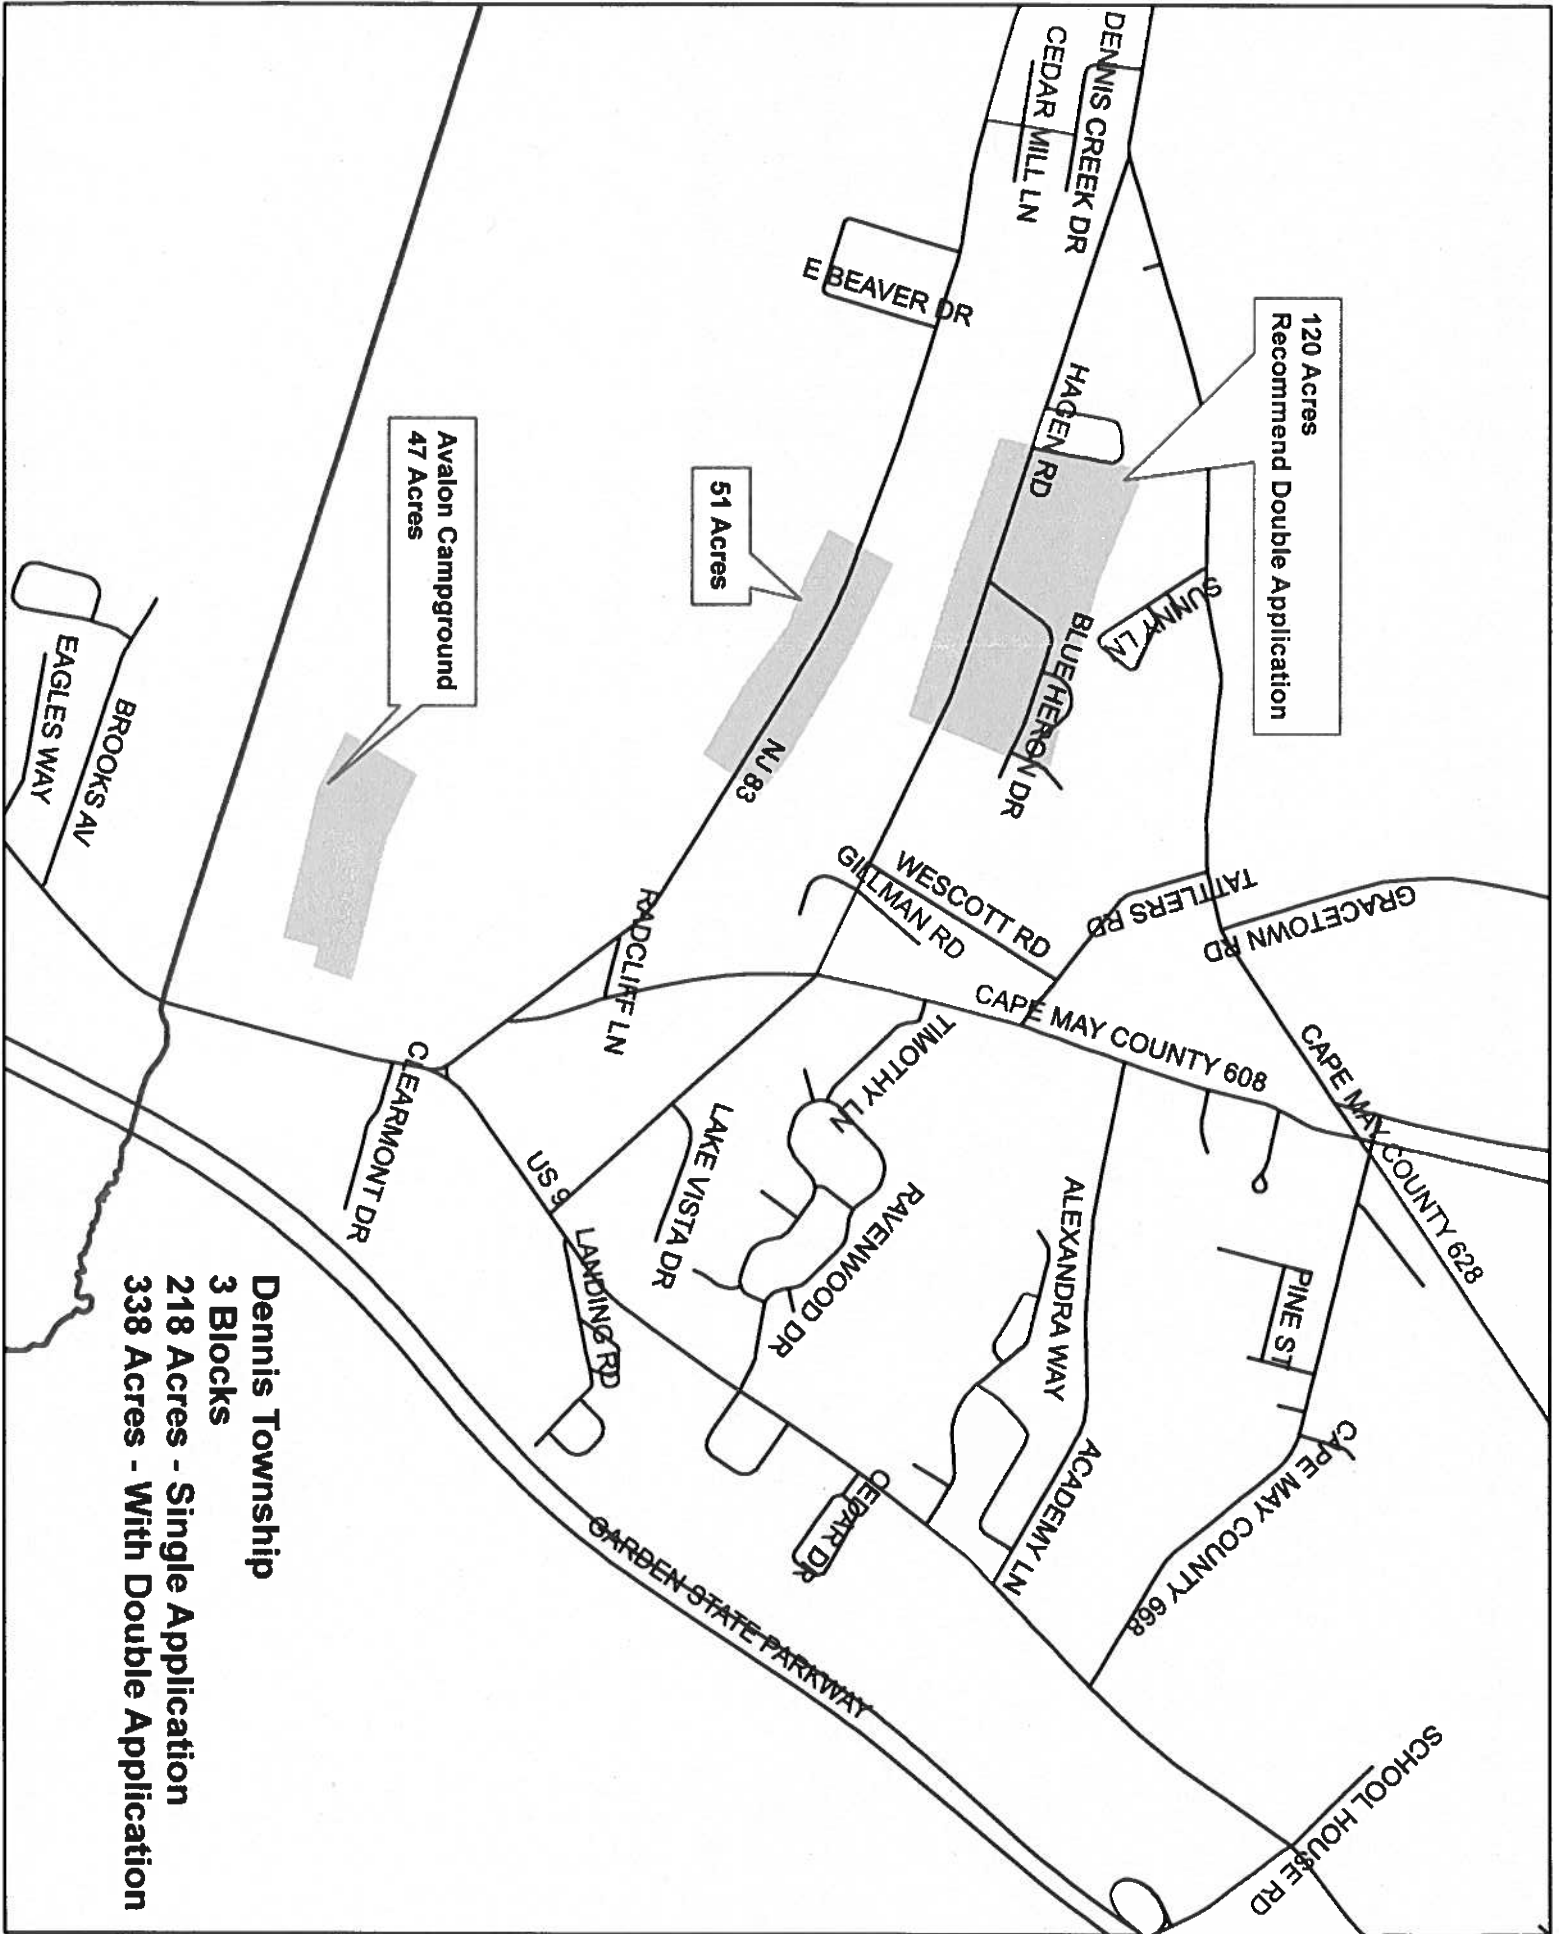 DENNIS CREEK DR
CEDAR MILL LN
E BEAVER DR
120 Acres
Recommend Double Application
HAGEN RD
SUNNY LN
BLUE HERON DR
51 Acres
NJ 83
Avalon Campground
47 Acres
BROOKS AV
EAGLES WAY
GRACETOWN RD
TATTLERS RD
WESCOTT RD
GILLMAN RD
RADCLIFF LN
CAPE MAY COUNTY 608
CAPE MAY COUNTY 628
TIMOTHY LN
CLEARMONT DR
LAKE VISTA DR
US 9
RAVENWOOD DR
ALEXANDRA WAY
PINE ST
LANDING RD
CAPE MAY COUNTY 668
ACADEMY LN
CEDAR DR
GARDEN STATE PARKWAY
SCHOOL HOUSE RD
Dennis Township
3 Blocks
218 Acres - Single Application
338 Acres - With Double Application